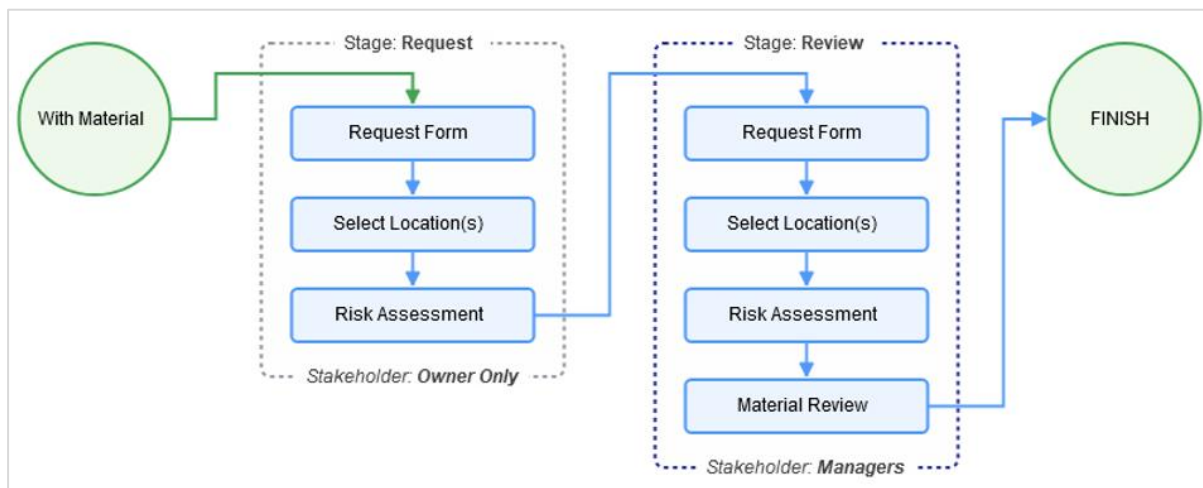 With Material
Stage: Request
Request Form
Select Location(s)
Risk Assessment
Stakeholder: Owner Only
Stage: Review
Request Form
Select Location(s)
Risk Assessment
Material Review
Stakeholder: Managers
FINISH